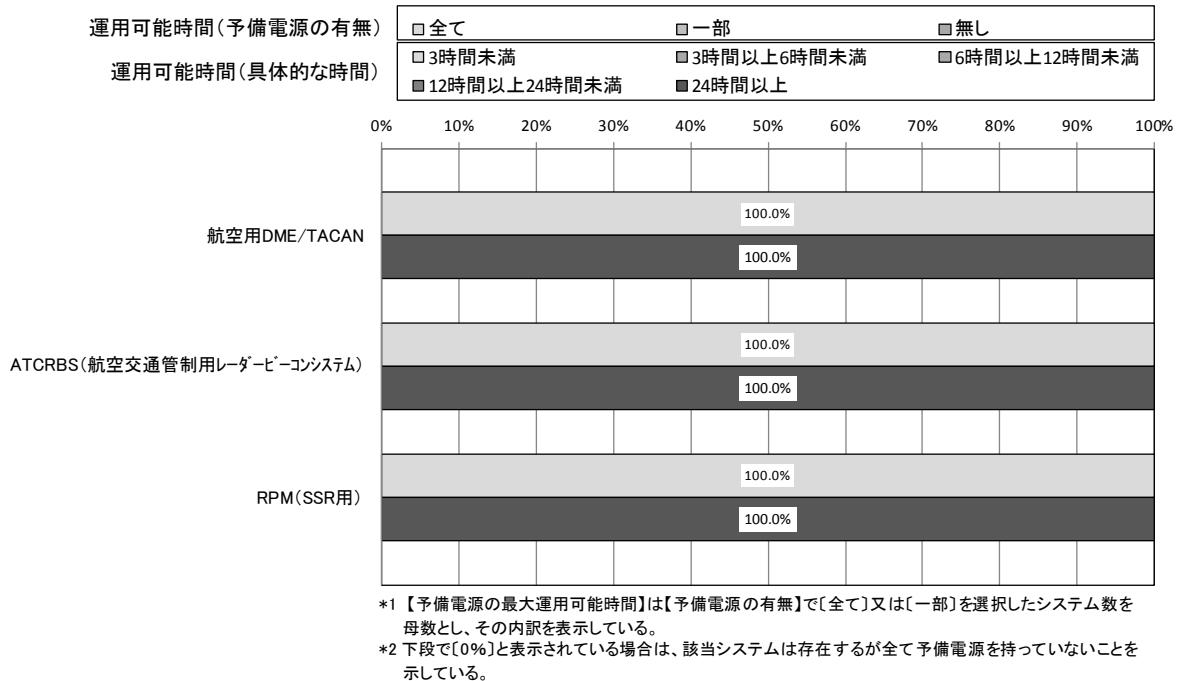 運用可能時間(予備電源の有無) □全て □一部 □無し
運用可能時間(具体的な時間) □3時間未満 □3時間以上6時間未満 □6時間以上12時間未満
■12時間以上24時間未満 ■24時間以上
0% 10% 20% 30% 40% 50% 60% 70% 80% 90% 100%
100.0%
航空用DME/TACAN
100.0%
100.0%
ATCRBS(航空交通管制用ﾚｰﾀﾞｰﾋﾞｰｺﾝｼｽﾃﾑ)
100.0%
100.0%
RPM(SSR用)
100.0%
*1 【予備電源の最大運用可能時間】は【予備電源の有無】で〔全て〕又は〔一部〕を選択したシステム数を
母数とし、その内訳を表示している。
*2 下段で〔0%〕と表示されている場合は、該当システムは存在するが全て予備電源を持っていないことを
示している。